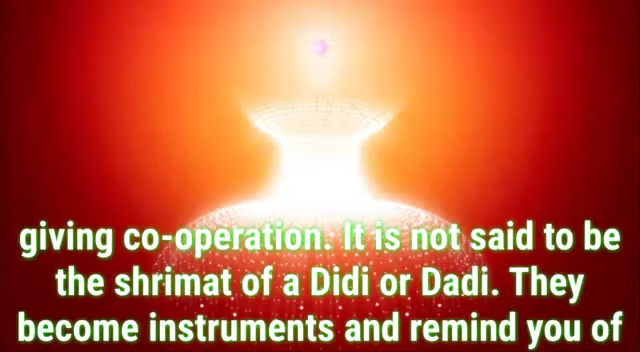 giving co-operation. It is not said to be
the shrimat of a Didi or Dadi. They
become instruments and remind you of